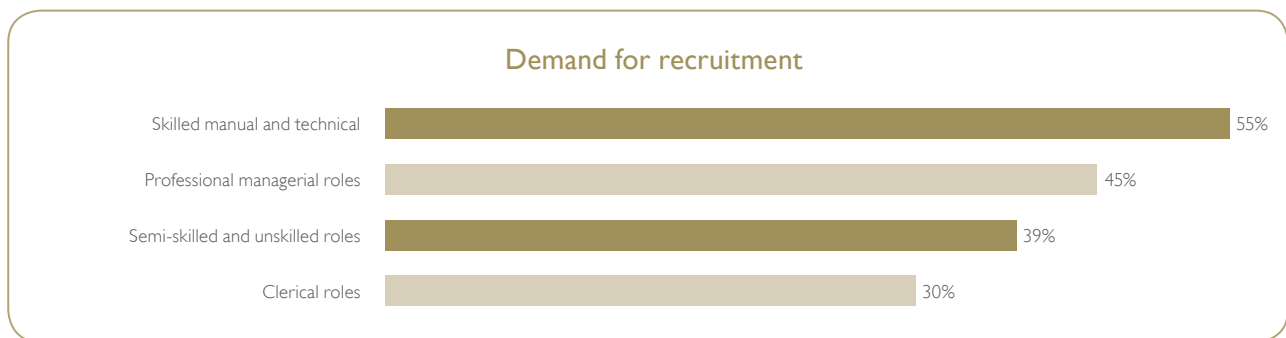 Demand for recruitment
Skilled manual and technical 55%
Professional managerial roles 45%
Semi-skilled and unskilled roles 39%
Clerical roles 30%